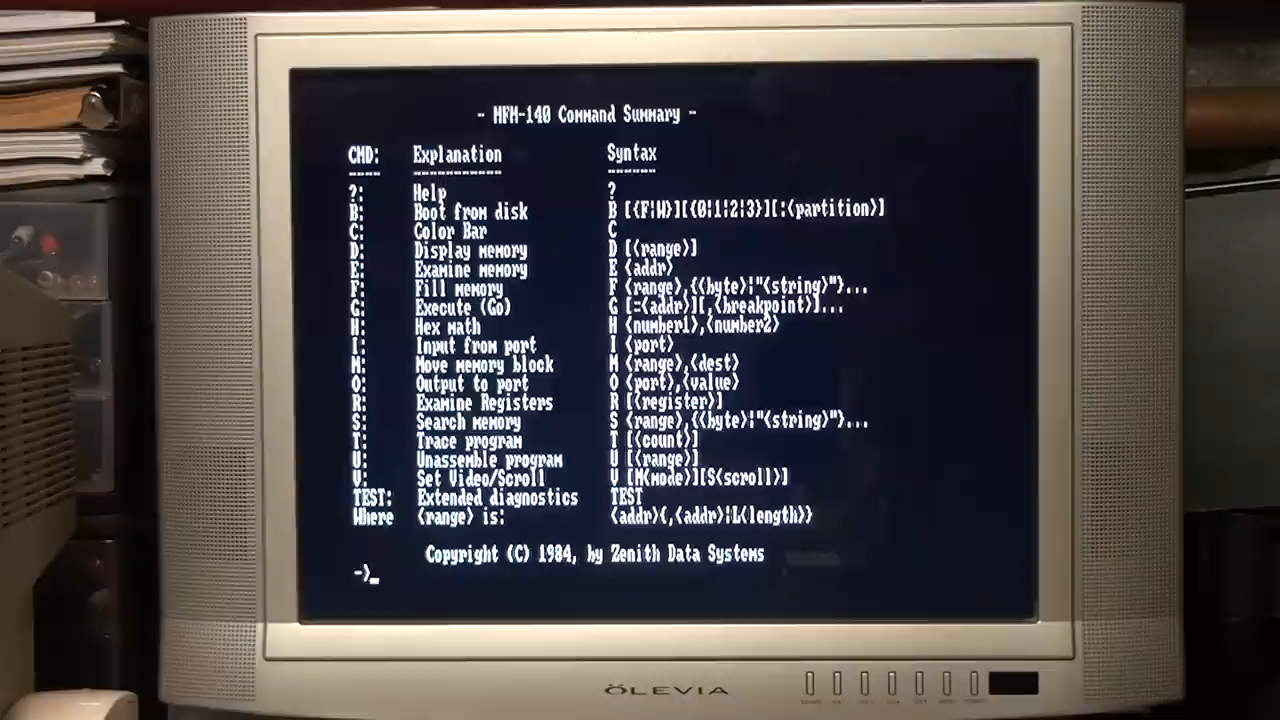 - MFM-140 Command Summary -
CMD: Explanation Syntax
---- ------------ ------
?: Help ?
B: Boot from disk B [{F|W}][{0|1|2|3}][:<partition>]
C: Color Bar C
D: Display memory D [<range>]
E: Examine memory E <addr>
F: Fill memory F <range>,{<byte>|"<string>"}...
G: Execute (Go) G [=<addr>][,<breakpoint>]...
H: Hex math H <number1>,<number2>
I: Input from port I <port>
M: Move memory block M <range>,<dest>
O: Output to port O <port>,<value>
R: Examine Registers R [<register>]
S: Search memory S <range>,{<byte>|"<string>"}...
T: Trace program T [<count>]
U: Unassemble program U [<range>]
V: Set Video/Scroll V [M<mode>][S<scroll>]
TEST: Extended diagnostics TEST
Where <range> is: <addr>{,<addr>|L<length>}
Copyright (C) 1984, by Zenith Data Systems
->_
ÖLEVIA